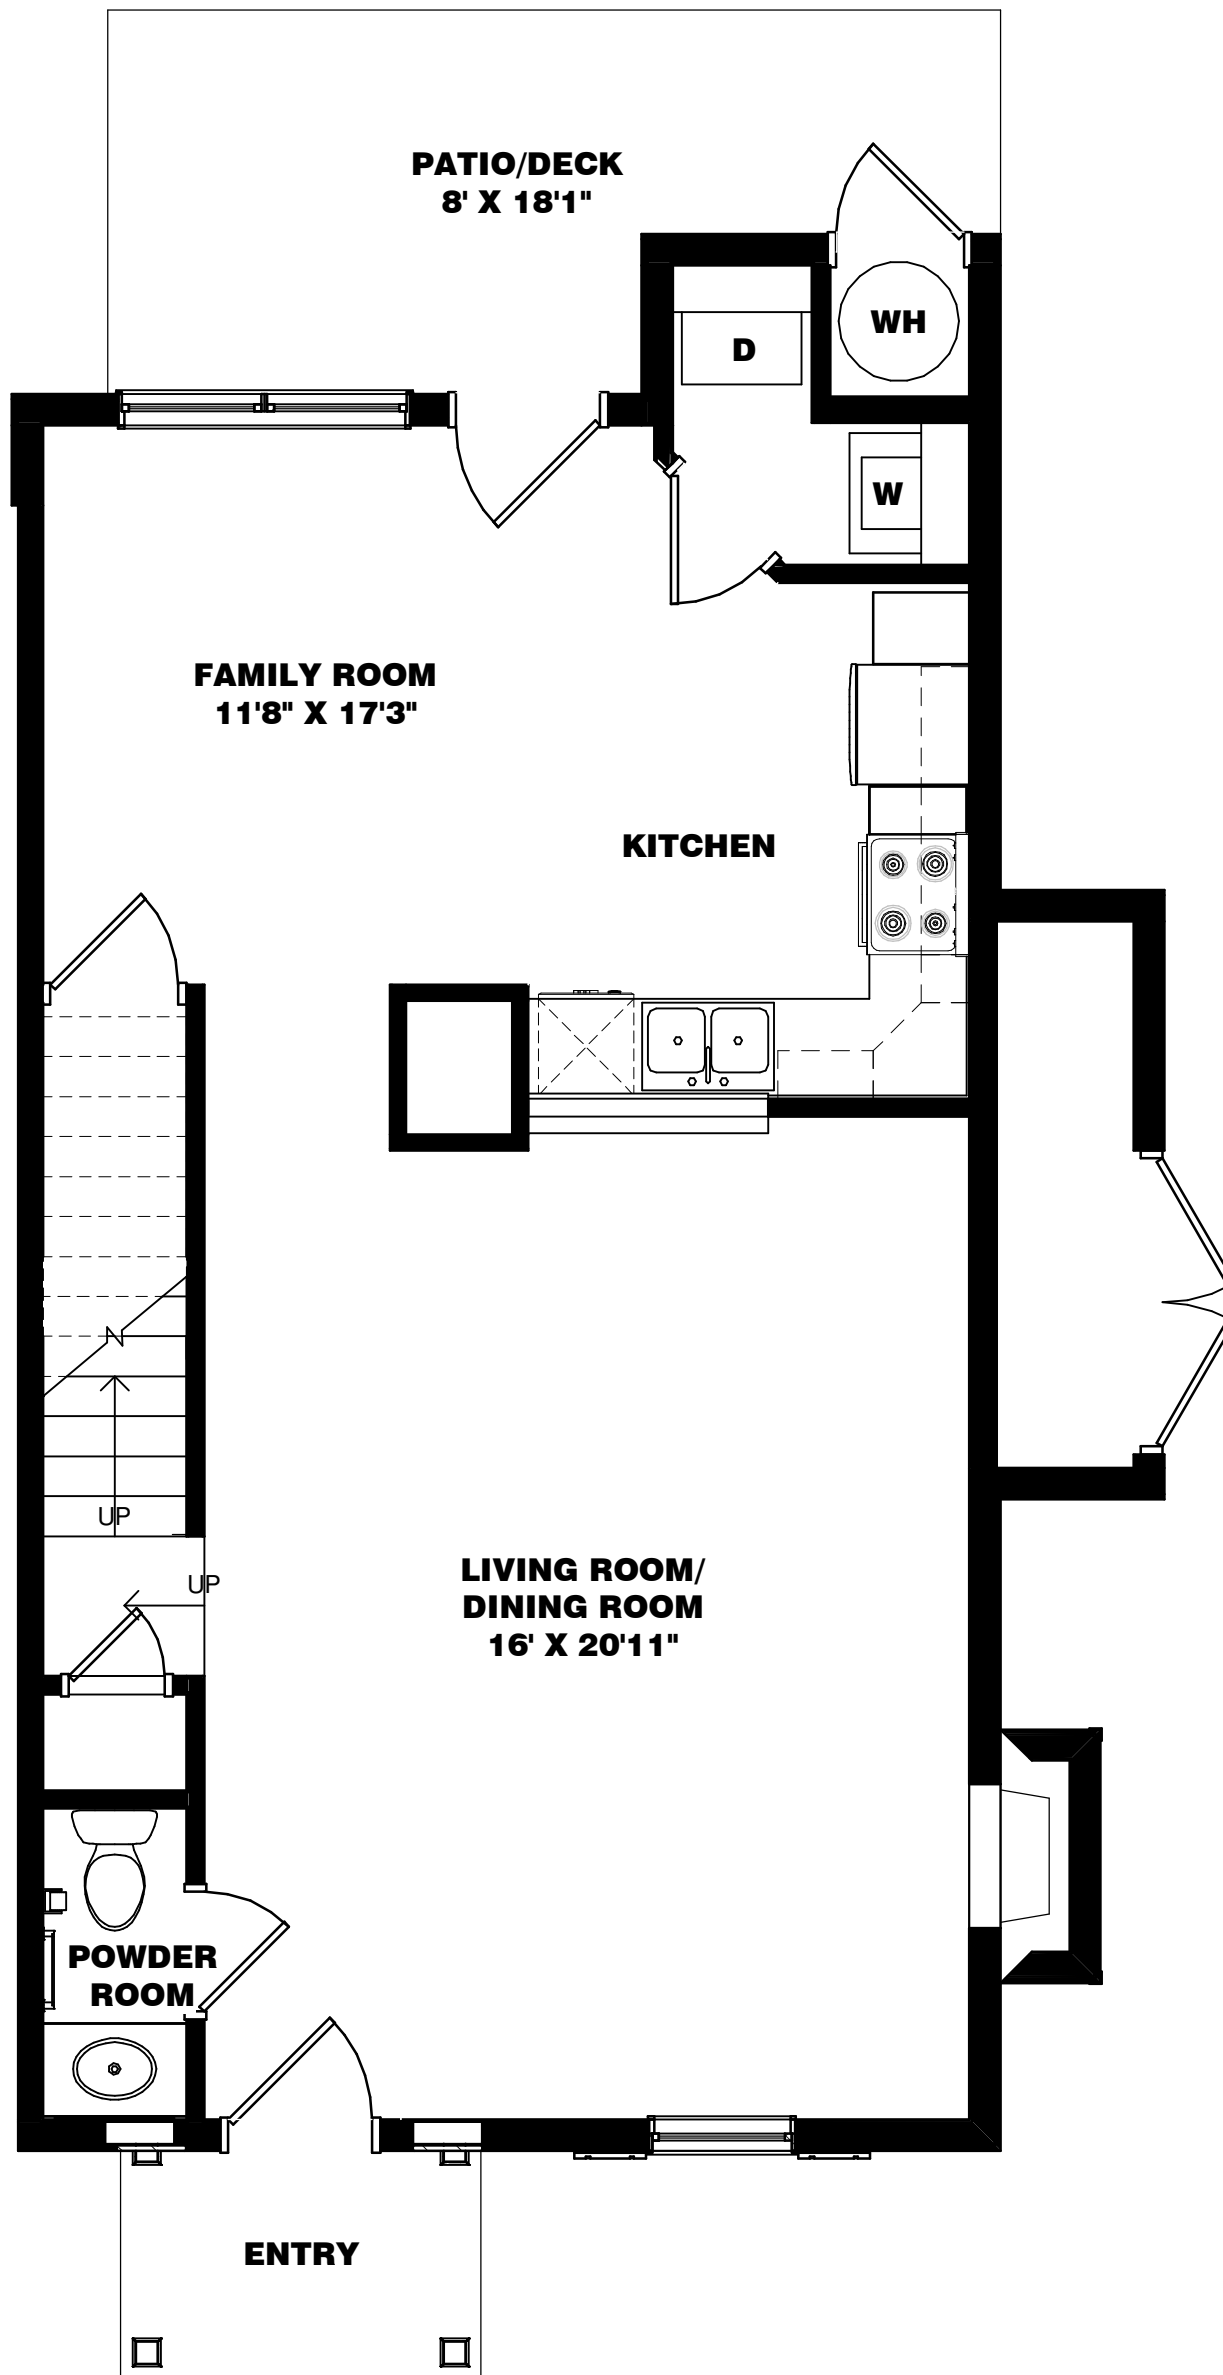 PATIO/DECK
8' X 18'1"
WH
D
W
FAMILY ROOM
11'8" X 17'3"
KITCHEN
UP
UP
LIVING ROOM/
DINING ROOM
16' X 20'11"
POWDER
ROOM
ENTRY